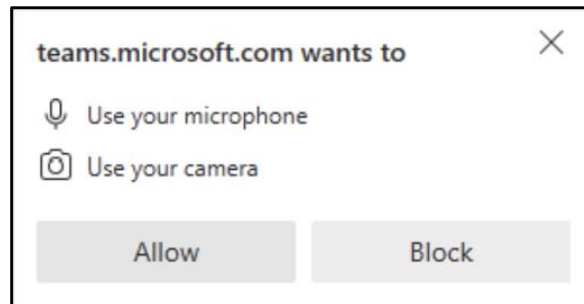 teams.microsoft.com wants to
Use your microphone
Use your camera
Allow
Block